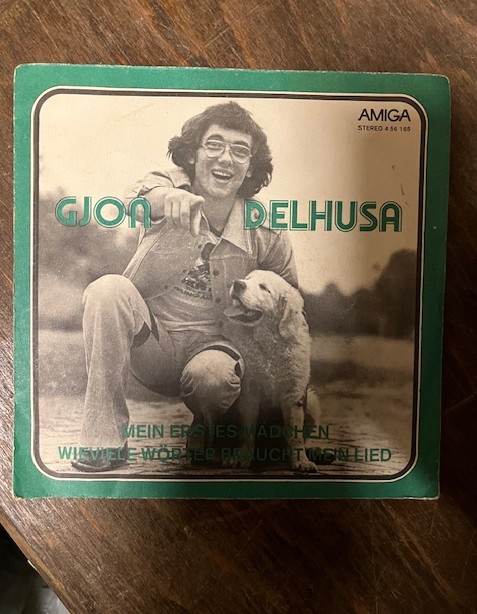 AMIGA
STEREO 4 56 165
GJON DELHUSA
MEIN ERSTES MÄDCHEN
WIEVIELE WÖRTER BRAUCHT MEIN LIED